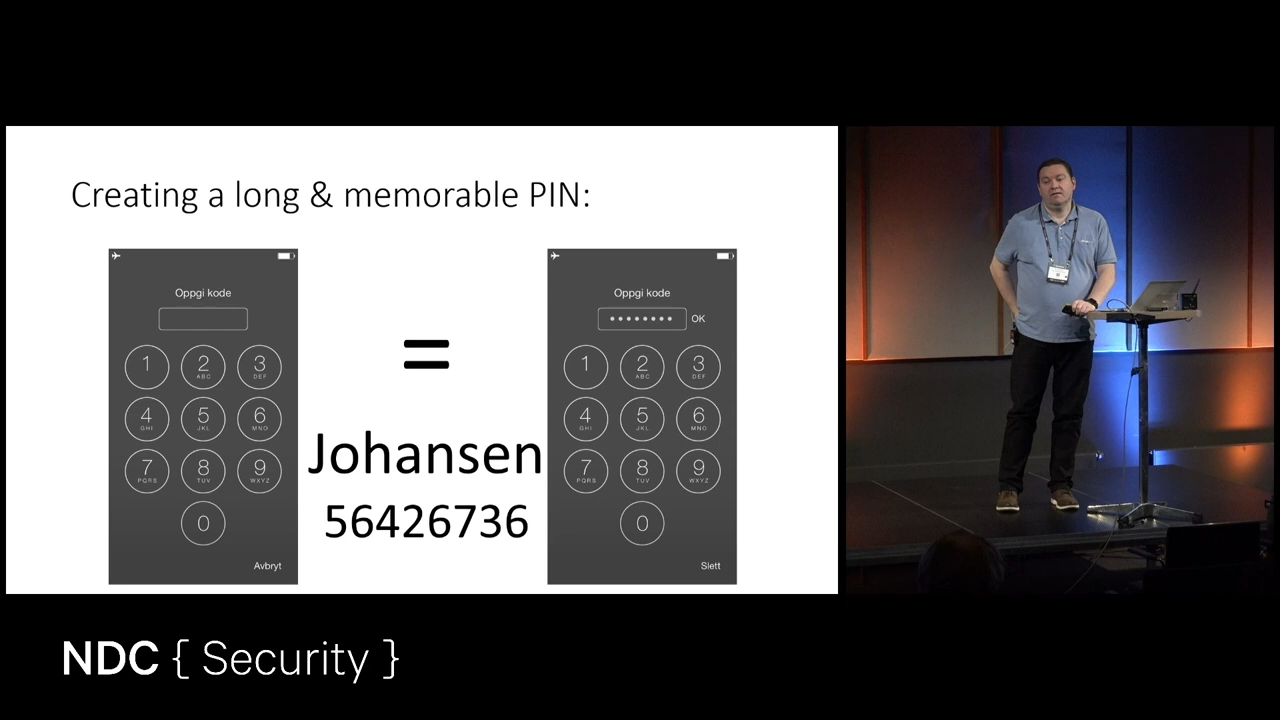 Creating a long & memorable PIN:
Oppgi kode
1
2
ABC
3
DEF
4
GHI
5
JKL
6
MNO
7
PQRS
8
TUV
9
WXYZ
0
Avbryt
=
Johansen
56426736
Oppgi kode
OK
1
2
ABC
3
DEF
4
GHI
5
JKL
6
MNO
7
PQRS
8
TUV
9
WXYZ
0
Slett
NDC { Security }